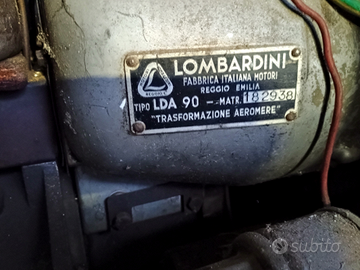 LOMBARDINI
FABBRICA ITALIANA MOTORI
REGGIO EMILIA
TIPO LDA 90 - MATR. 182938
"TRASFORMAZIONE AEROMERE"
subito